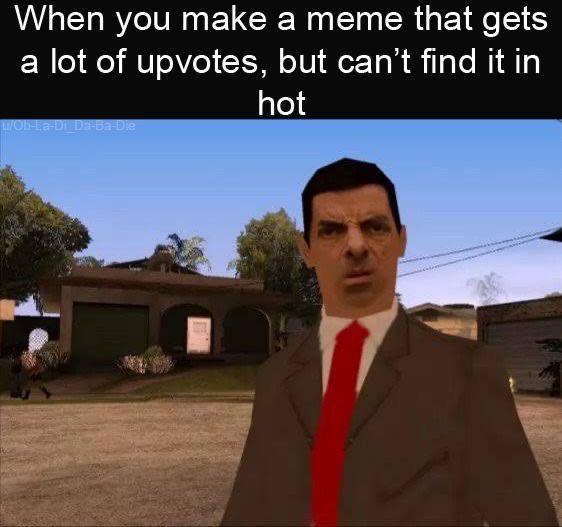 When you make a meme that gets
a lot of upvotes, but can’t find it in
hot
u/Ob-La-Di_Da-Ba-Die